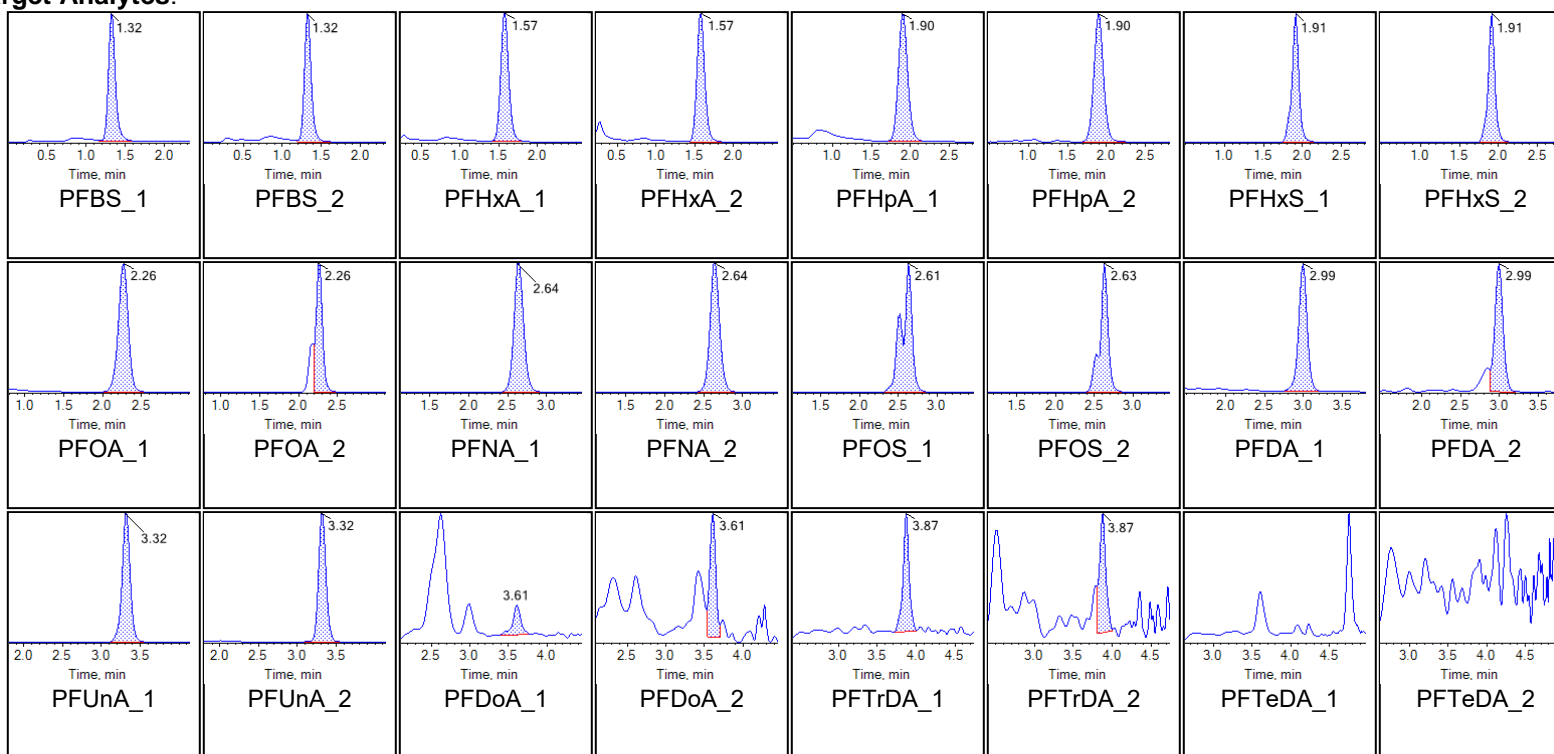 rget Analytes:
1.32 1.32 1.57 1.57 1.90 1.90 1.91 1.91
0.5 1.0 1.5 2.0 0.5 1.0 1.5 2.0 0.5 1.0 1.5 2.0 0.5 1.0 1.5 2.0 1.0 1.5 2.0 2.5 1.0 1.5 2.0 2.5 1.0 1.5 2.0 2.5 1.0 1.5 2.0 2.5
Time, min Time, min Time, min Time, min Time, min Time, min Time, min Time, min
PFBS_1 PFBS_2 PFHxA_1 PFHxA_2 PFHpA_1 PFHpA_2 PFHxS_1 PFHxS_2
2.26 2.26 2.64 2.64 2.61 2.63 2.99 2.99
1.0 1.5 2.0 2.5 1.0 1.5 2.0 2.5 1.5 2.0 2.5 3.0 1.5 2.0 2.5 3.0 1.5 2.0 2.5 3.0 1.5 2.0 2.5 3.0 2.0 2.5 3.0 3.5 2.0 2.5 3.0 3.5
Time, min Time, min Time, min Time, min Time, min Time, min Time, min Time, min
PFOA_1 PFOA_2 PFNA_1 PFNA_2 PFOS_1 PFOS_2 PFDA_1 PFDA_2
3.32 3.32 3.61 3.61 3.87 3.87
2.0 2.5 3.0 3.5 2.0 2.5 3.0 3.5 2.5 3.0 3.5 4.0 2.5 3.0 3.5 4.0 3.0 3.5 4.0 4.5 3.0 3.5 4.0 4.5 3.0 3.5 4.0 4.5 3.0 3.5 4.0 4.5
Time, min Time, min Time, min Time, min Time, min Time, min Time, min Time, min
PFUnA_1 PFUnA_2 PFDoA_1 PFDoA_2 PFTrDA_1 PFTrDA_2 PFTeDA_1 PFTeDA_2